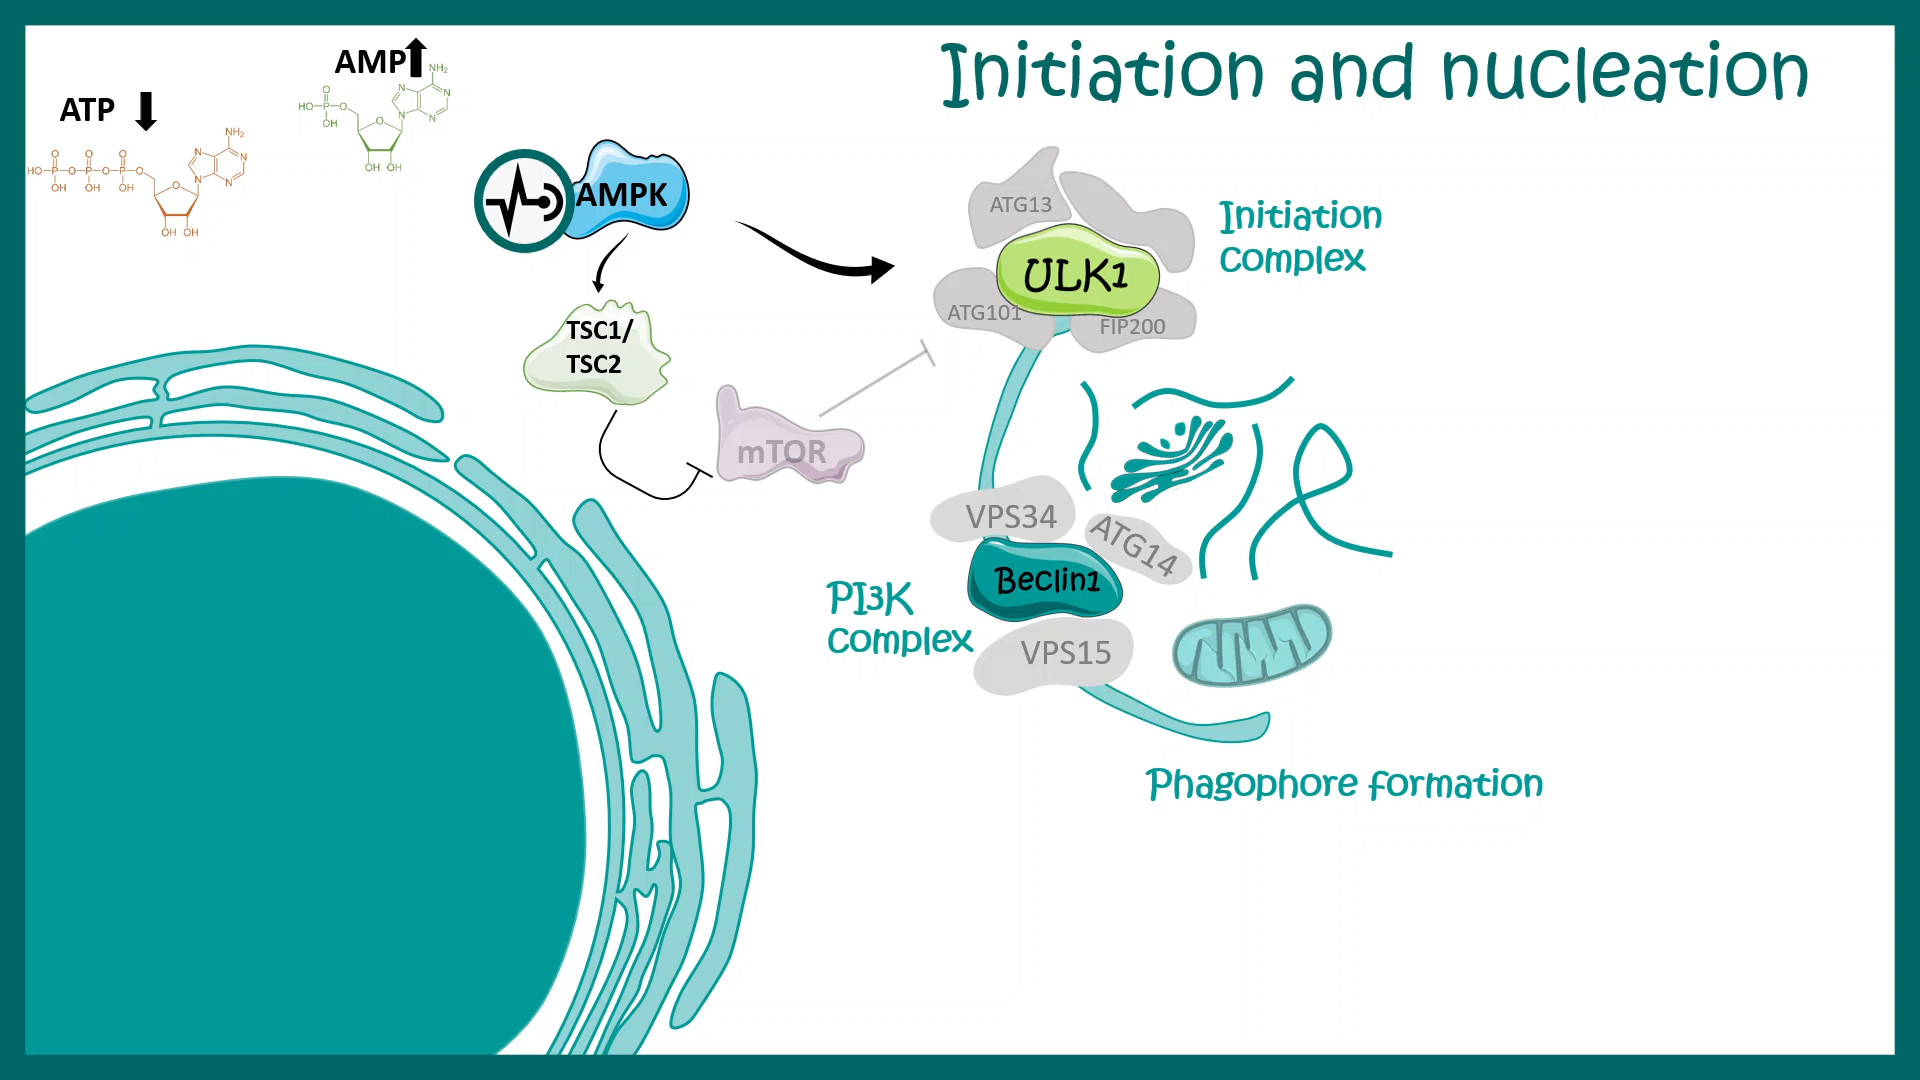 Initiation and nucleation
ATP
AMP
AMPK
TSC1/
TSC2
mTOR
ATG13
ULK1
ATG101
FIP200
Initiation
complex
VPS34
ATG14
Beclin1
VPS15
PI3K
complex
Phagophore formation
HO
P
O
OH
O
P
O
OH
O
P
O
OH
O
N
N
N
N
NH₂
OH
OH
HO
P
O
OH
O
O
N
N
N
N
NH₂
OH
OH